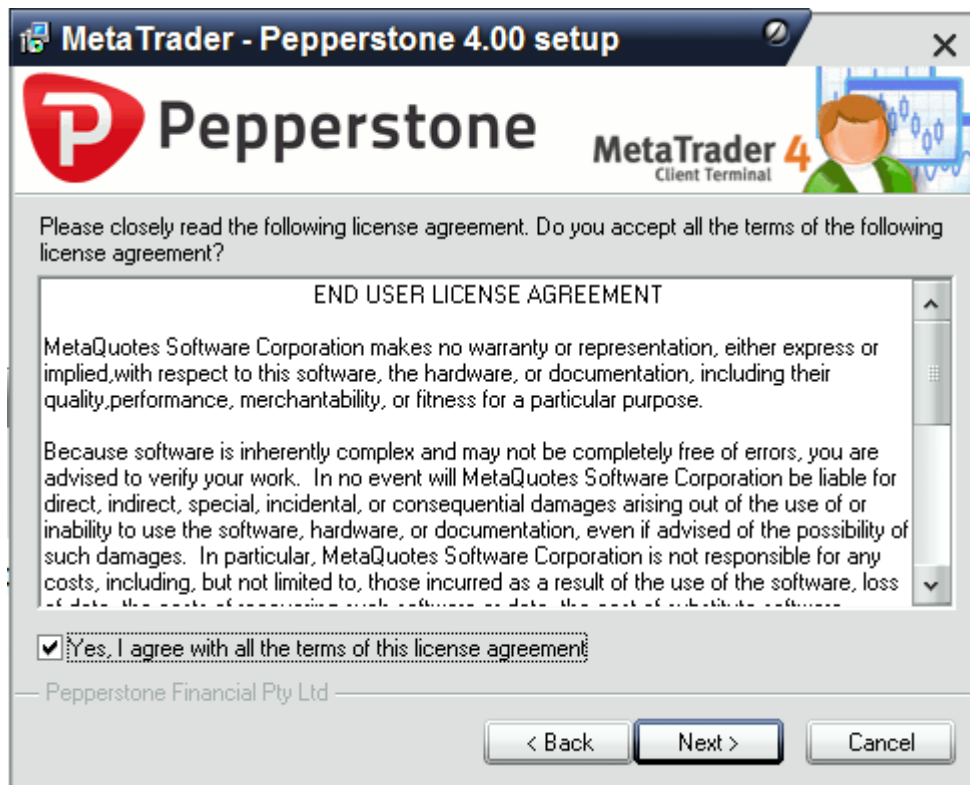 MetaTrader - Pepperstone 4.00 setup
P Pepperstone
MetaTrader 4
Client Terminal
Please closely read the following license agreement. Do you accept all the terms of the following
license agreement?
END USER LICENSE AGREEMENT
MetaQuotes Software Corporation makes no warranty or representation, either express or
implied,with respect to this software, the hardware, or documentation, including their
quality,performance, merchantability, or fitness for a particular purpose.
Because software is inherently complex and may not be completely free of errors, you are
advised to verify your work.  In no event will MetaQuotes Software Corporation be liable for
direct, indirect, special, incidental, or consequential damages arising out of the use of or
inability to use the software, hardware, or documentation, even if advised of the possibility of
such damages.  In particular, MetaQuotes Software Corporation is not responsible for any
costs, including, but not limited to, those incurred as a result of the use of the software, loss
Yes, I agree with all the terms of this license agreement
Pepperstone Financial Pty Ltd
< Back
Next >
Cancel